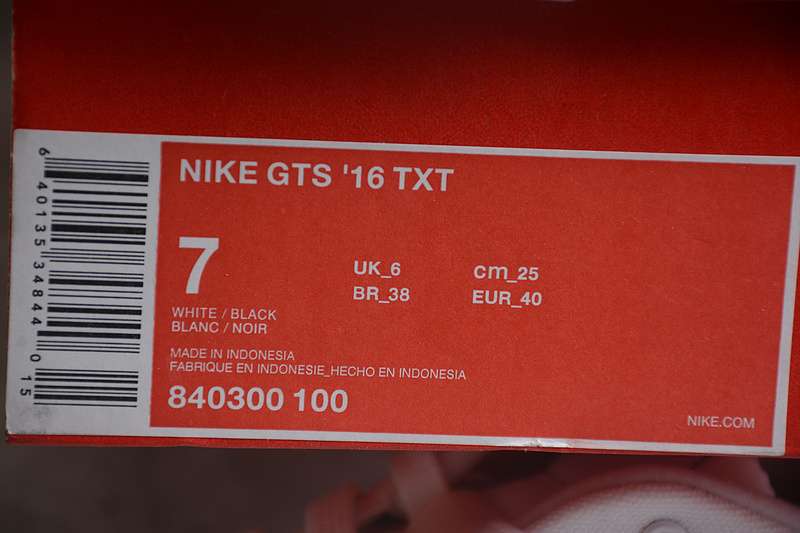 NIKE GTS '16 TXT
7
UK_6
cm_25
BR_38
EUR_40
WHITE / BLACK
BLANC / NOIR
MADE IN INDONESIA
FABRIQUE EN INDONESIE_HECHO EN INDONESIA
840300 100
NIKE.COM
6 40135 34844 0 15